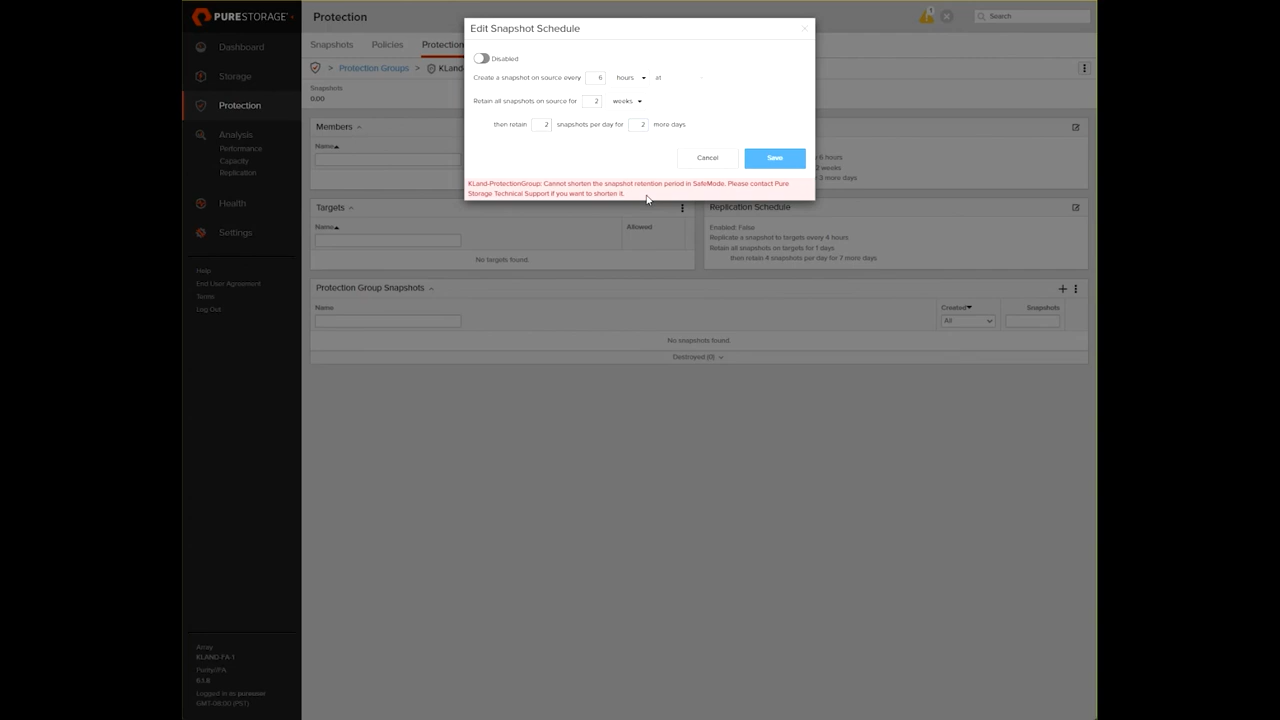 PURESTORAGE
Protection
1
Search
Edit Snapshot Schedule
Disabled
Create a snapshot on source every 6 hours at -
Retain all snapshots on source for 2 weeks
then retain 2 snapshots per day for 2 more days
Cancel
Save
KLand-ProtectionGroup: Cannot shorten the snapshot retention period in SafeMode. Please contact Pure
Storage Technical Support if you want to shorten it.
Dashboard
Storage
Protection
Analysis
Performance
Capacity
Replication
Health
Settings
Help
End User Agreement
Terms
Log Out
Array
KLAND-FA-1
Purity//FA
6.1.8
Logged in as pureuser
GMT-08:00 (PST)
Snapshots
Policies
Protection
Protection Groups > KLand-
Snapshots
0.00
Members
Name
6 hours
2 weeks
3 more days
Targets
Name
Allowed
No targets found.
Replication Schedule
Enabled: False
Replicate a snapshot to targets every 4 hours
Retain all snapshots on targets for 1 days
then retain 4 snapshots per day for 7 more days
Protection Group Snapshots
Name
Created
Snapshots
All
No snapshots found.
Destroyed (0)